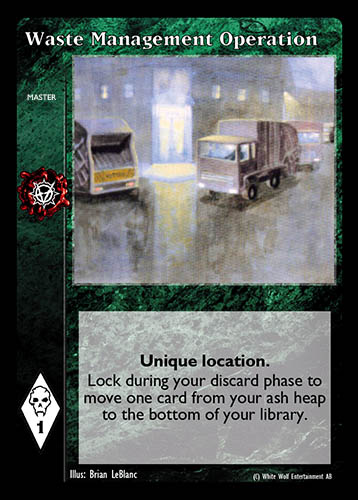 Waste Management Operation
MASTER
Unique location.
Lock during your discard phase to
move one card from your ash heap
to the bottom of your library.
1
Illus: Brian LeBlanc
(C) White Wolf Entertainment AB